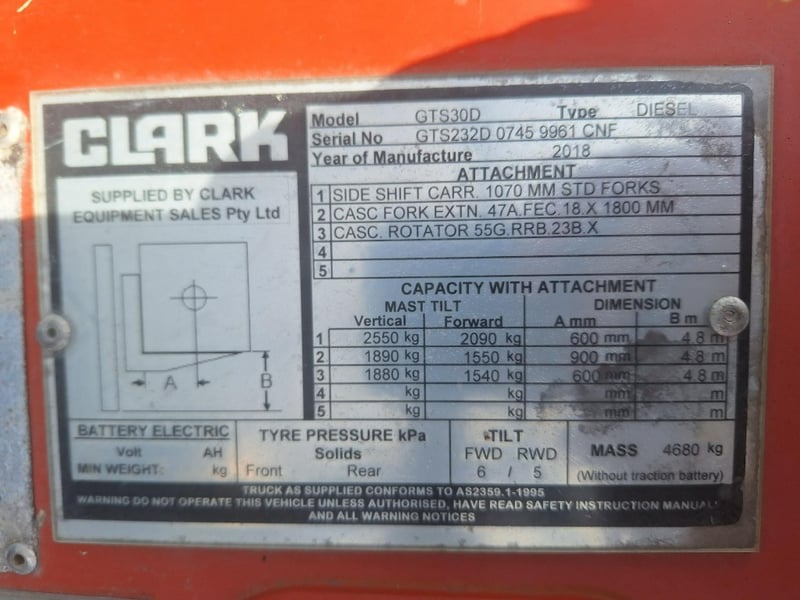 CLARK
SUPPLIED BY CLARK
EQUIPMENT SALES Pty Ltd
A
B
Model GTS30D Type DIESEL
Serial No GTS232D 0745 9961 CNF
Year of Manufacture 2018
ATTACHMENT
1 SIDE SHIFT CARR. 1070 MM STD FORKS
2 CASC FORK EXTN. 47A.FEC.18.X 1800 MM
3 CASC. ROTATOR 55G.RRB.23B.X
4
5
CAPACITY WITH ATTACHMENT
MAST TILT DIMENSION
Vertical Forward A mm B m
1 2550 kg 2090 kg 600 mm 4.8 m
2 1890 kg 1550 kg 900 mm 4.8 m
3 1880 kg 1540 kg 600 mm 4.8 m
4 kg kg mm m
5 kg kg mm m
BATTERY ELECTRIC
Volt AH
MIN WEIGHT: kg
TYRE PRESSURE kPa
Solids
Front Rear
TILT
FWD RWD
6 / 5
MASS 4680 kg
(Without traction battery)
TRUCK AS SUPPLIED CONFORMS TO AS2359.1-1995
WARNING DO NOT OPERATE THIS VEHICLE UNLESS AUTHORISED, HAVE READ SAFETY INSTRUCTION MANUAL
AND ALL WARNING NOTICES